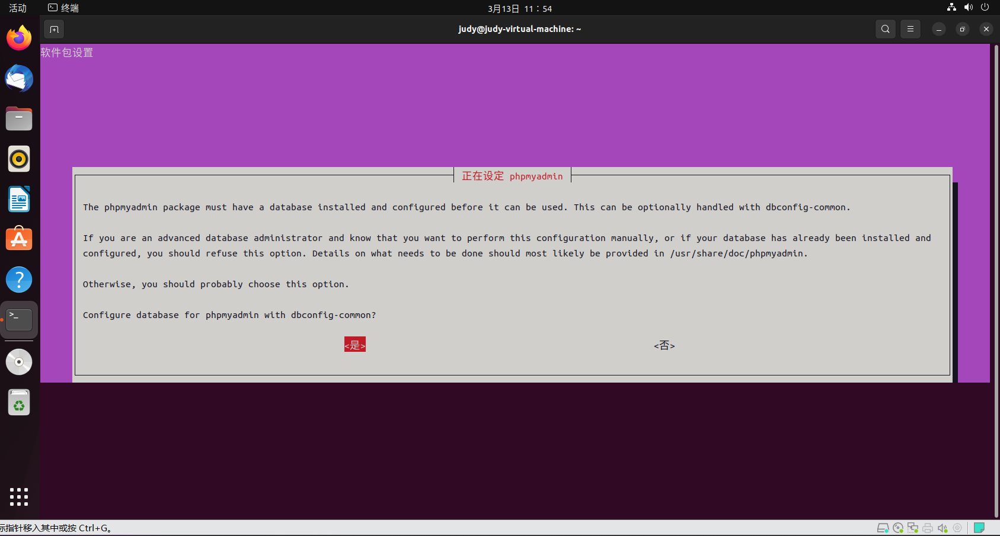 活动 终端 3月13日 11：54
judy@judy-virtual-machine: ~
软件包设置
正在设定 phpmyadmin
The phpmyadmin package must have a database installed and configured before it can be used. This can be optionally handled with dbconfig-common.
If you are an advanced database administrator and know that you want to perform this configuration manually, or if your database has already been installed and
configured, you should refuse this option. Details on what needs to be done should most likely be provided in /usr/share/doc/phpmyadmin.
Otherwise, you should probably choose this option.
Configure database for phpmyadmin with dbconfig-common?
<是> <否>
标指针移入其中或按 Ctrl+G。